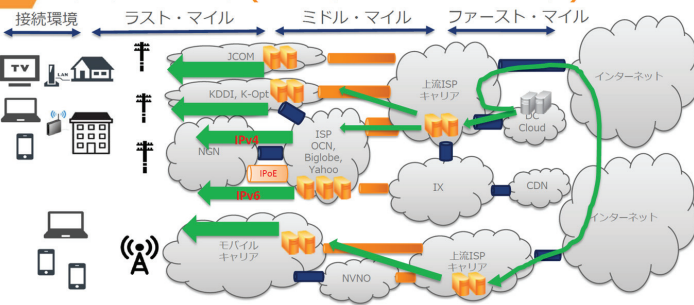 接続環境
ラスト・マイル
ミドル・マイル
ファースト・マイル
TV
LAN
JCOM
KDDI, K-Opt
NGN
IPv4
IPoE
IPv6
ISP
OCN,
Biglobe,
Yahoo
上流ISP
キャリア
DC
Cloud
インターネット
IX
CDN
インターネット
モバイル
キャリア
NVNO
上流ISP
キャリア